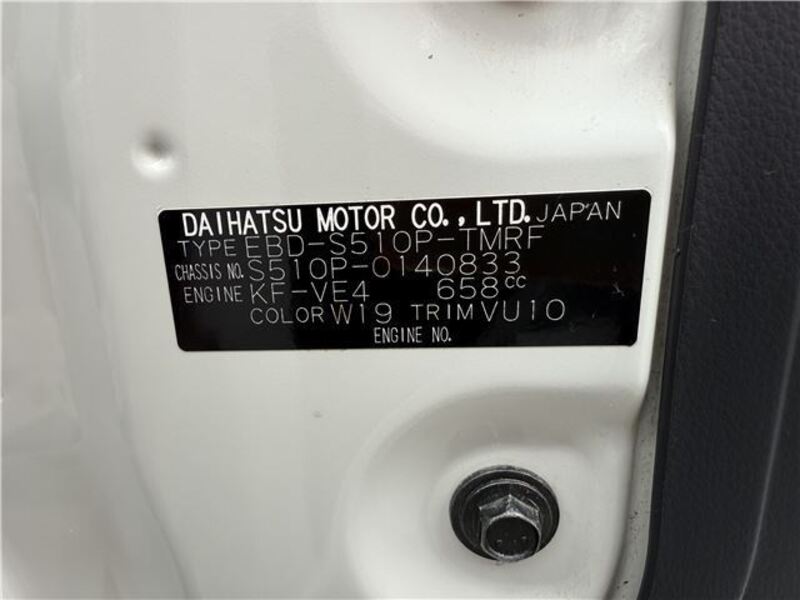 DAIHATSU MOTOR CO.,LTD. JAPAN
TYPE EBD-S510P-TMRF
CHASSIS NO. S510P-0140833
ENGINE KF-VE4 658cc
COLOR W19 TRIM VU10
ENGINE NO.